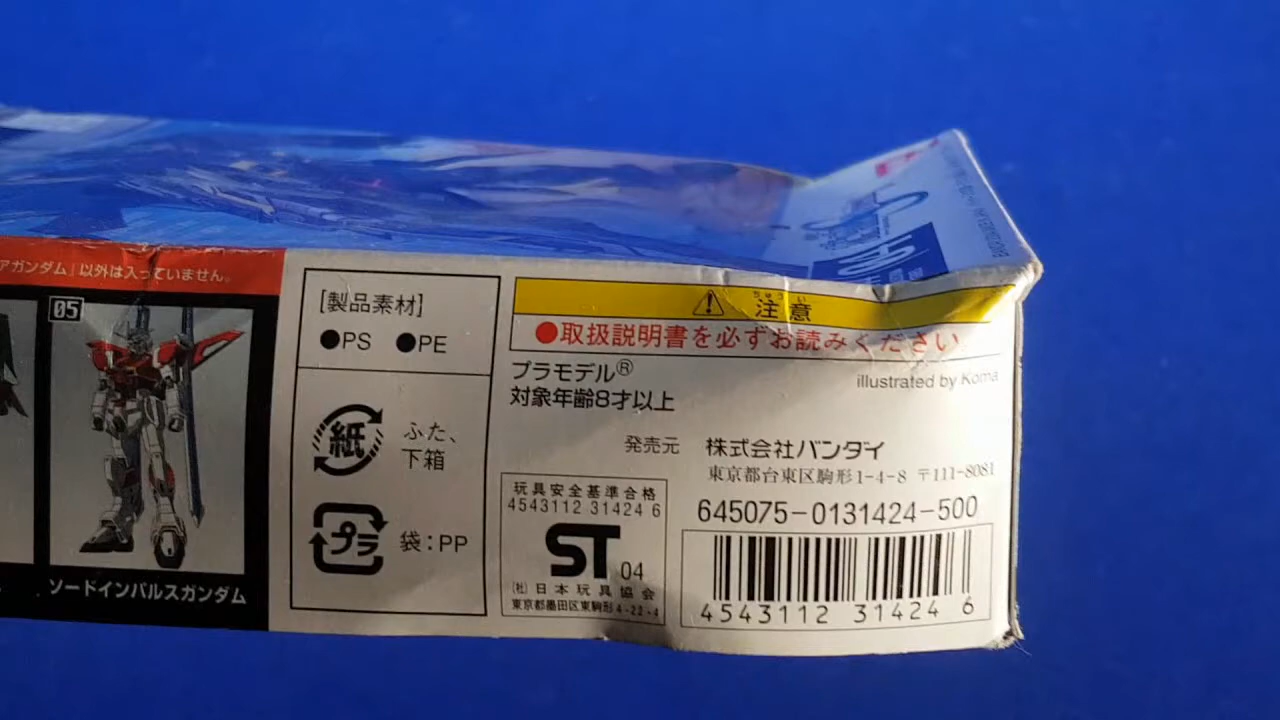 アガンダム」以外は入っていません。
05
ソードインパルスガンダム
[製品素材]
●PS ●PE
紙
ふた、
下箱
プラ
袋:PP
ちゅうい
注意
●取扱説明書を必ずお読みください
プラモデル®
対象年齢8才以上
illustrated by Koma
発売元 株式会社バンダイ
東京都台東区駒形1-4-8 〒111-8081
玩具安全基準合格
4543112 31424 6
ST 04
(社)日本玩具協会
東京都墨田区東駒形4-22-4
645075-0131424-500
4543112 314246